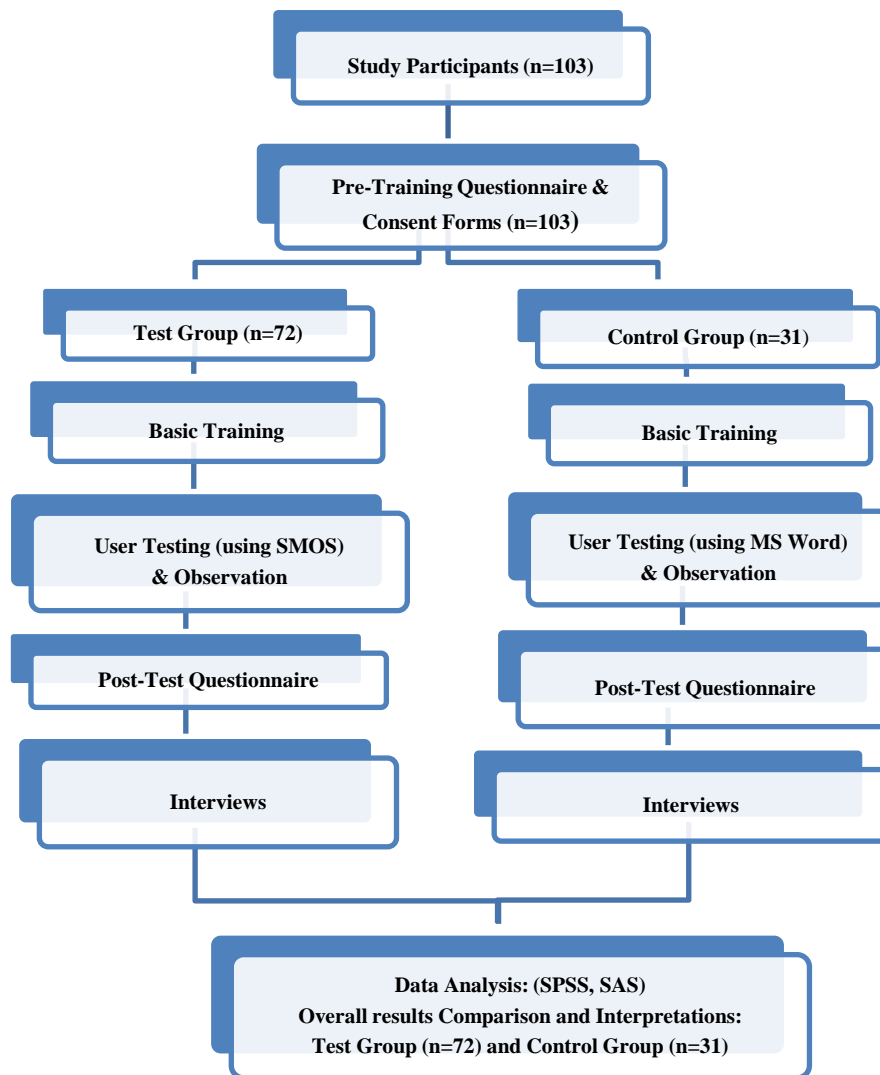 Study Participants (n=103)
Pre-Training Questionnaire &
Consent Forms (n=103)
Test Group (n=72)
Control Group (n=31)
Basic Training
Basic Training
User Testing (using SMOS)
& Observation
User Testing (using MS Word)
& Observation
Post-Test Questionnaire
Post-Test Questionnaire
Interviews
Interviews
Data Analysis: (SPSS, SAS)
Overall results Comparison and Interpretations:
Test Group (n=72) and Control Group (n=31)